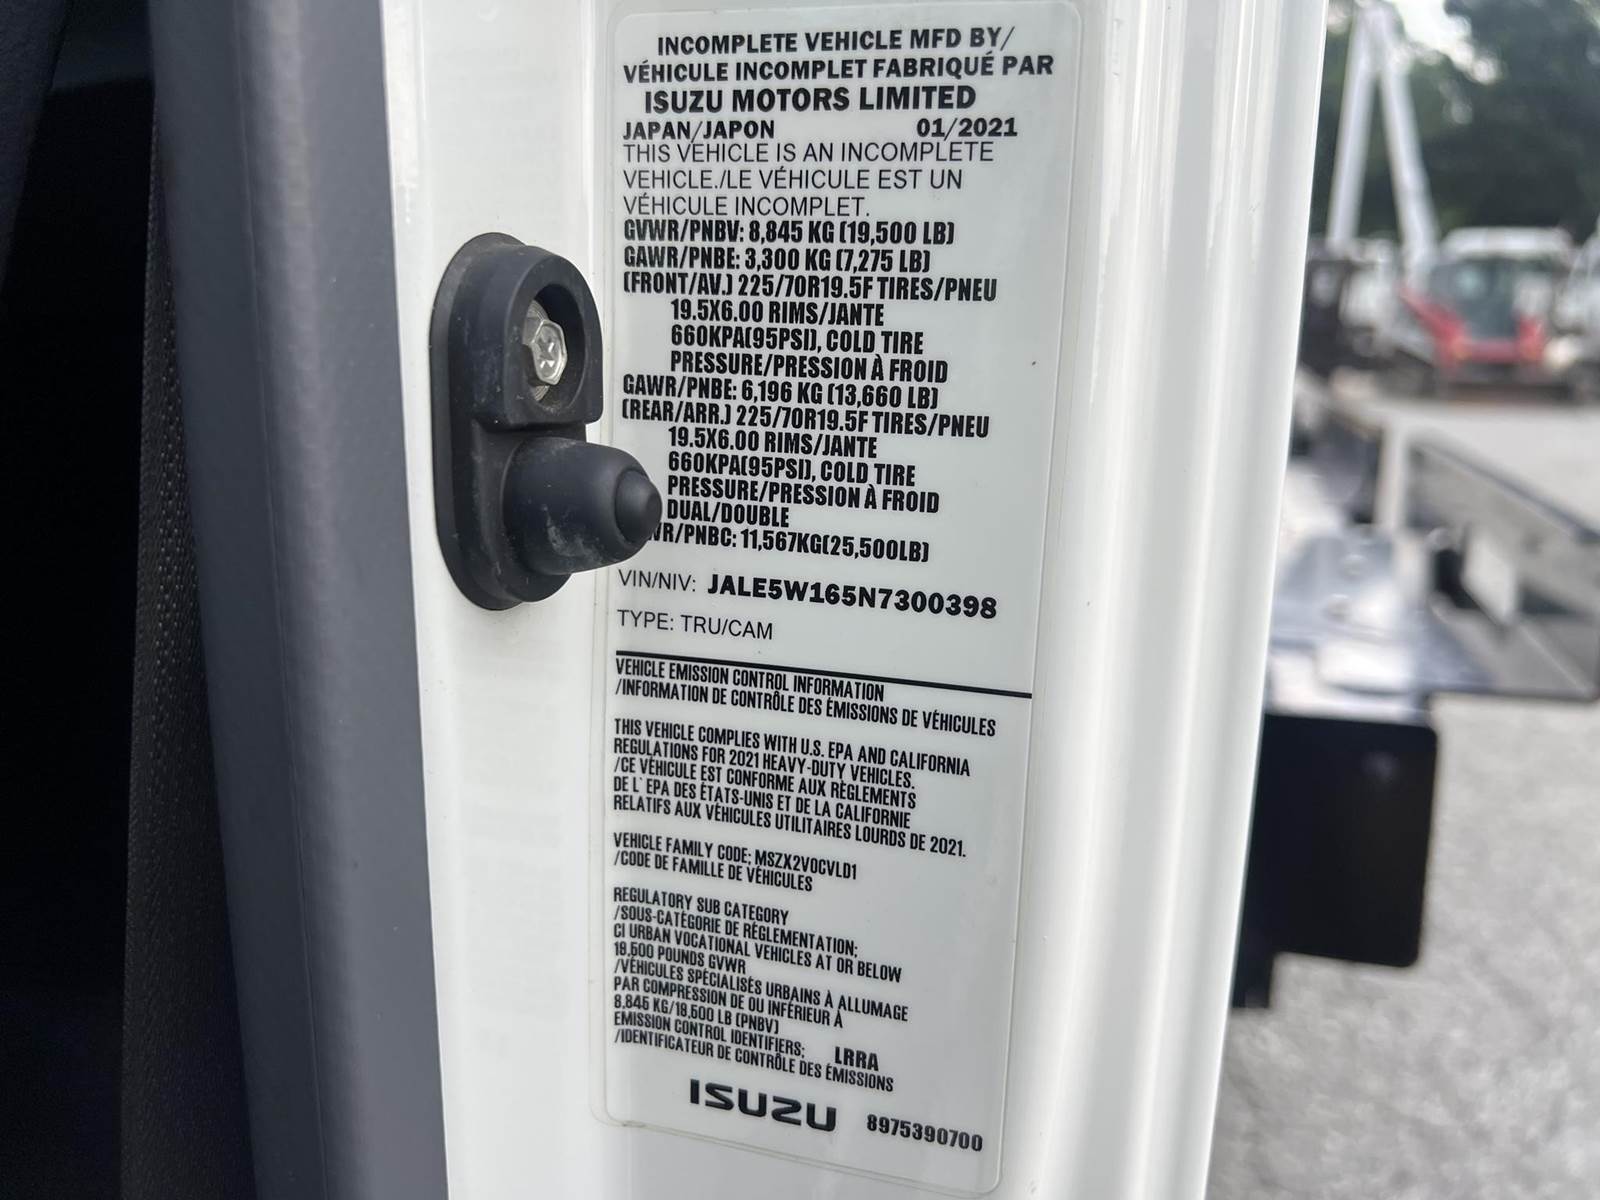 INCOMPLETE VEHICLE MFD BY/
VÉHICULE INCOMPLET FABRIQUÉ PAR
ISUZU MOTORS LIMITED
JAPAN/JAPON 01/2021
THIS VEHICLE IS AN INCOMPLETE
VEHICLE./LE VÉHICULE EST UN
VÉHICULE INCOMPLET.
GVWR/PNBV: 8,845 KG (19,500 LB)
GAWR/PNBE: 3,300 KG (7,275 LB)
(FRONT/AV.) 225/70R19.5F TIRES/PNEU
19.5X6.00 RIMS/JANTE
660KPA(95PSI), COLD TIRE
PRESSURE/PRESSION À FROID
GAWR/PNBE: 6,196 KG (13,660 LB)
(REAR/ARR.) 225/70R19.5F TIRES/PNEU
19.5X6.00 RIMS/JANTE
660KPA(95PSI), COLD TIRE
PRESSURE/PRESSION À FROID
DUAL/DOUBLE
WR/PNBC: 11,567KG(25,500LB)
VIN/NIV: JALE5W165N7300398
TYPE: TRU/CAM
VEHICLE EMISSION CONTROL INFORMATION
/INFORMATION DE CONTRÔLE DES ÉMISSIONS DE VÉHICULES
THIS VEHICLE COMPLIES WITH U.S. EPA AND CALIFORNIA
REGULATIONS FOR 2021 HEAVY-DUTY VEHICLES.
/CE VÉHICULE EST CONFORME AUX RÈGLEMENTS
DE L'EPA DES ÉTATS-UNIS ET DE LA CALIFORNIE
RELATIFS AUX VÉHICULES UTILITAIRES LOURDS DE 2021.
VEHICLE FAMILY CODE: MSZX2VOCVLD1
/CODE DE FAMILLE DE VÉHICULES
REGULATORY SUB CATEGORY
/SOUS-CATÉGORIE DE RÉGLEMENTATION:
CI URBAN VOCATIONAL VEHICLES AT OR BELOW
19,500 POUNDS GVWR
/VÉHICULES SPÉCIALISÉS URBAINS À ALLUMAGE
PAR COMPRESSION DE OU INFÉRIEUR À
8,845 KG/19,500 LB (PNBV)
EMISSION CONTROL IDENTIFIERS: LRRA
/IDENTIFICATEUR DE CONTRÔLE DES ÉMISSIONS
ISUZU 8975390700